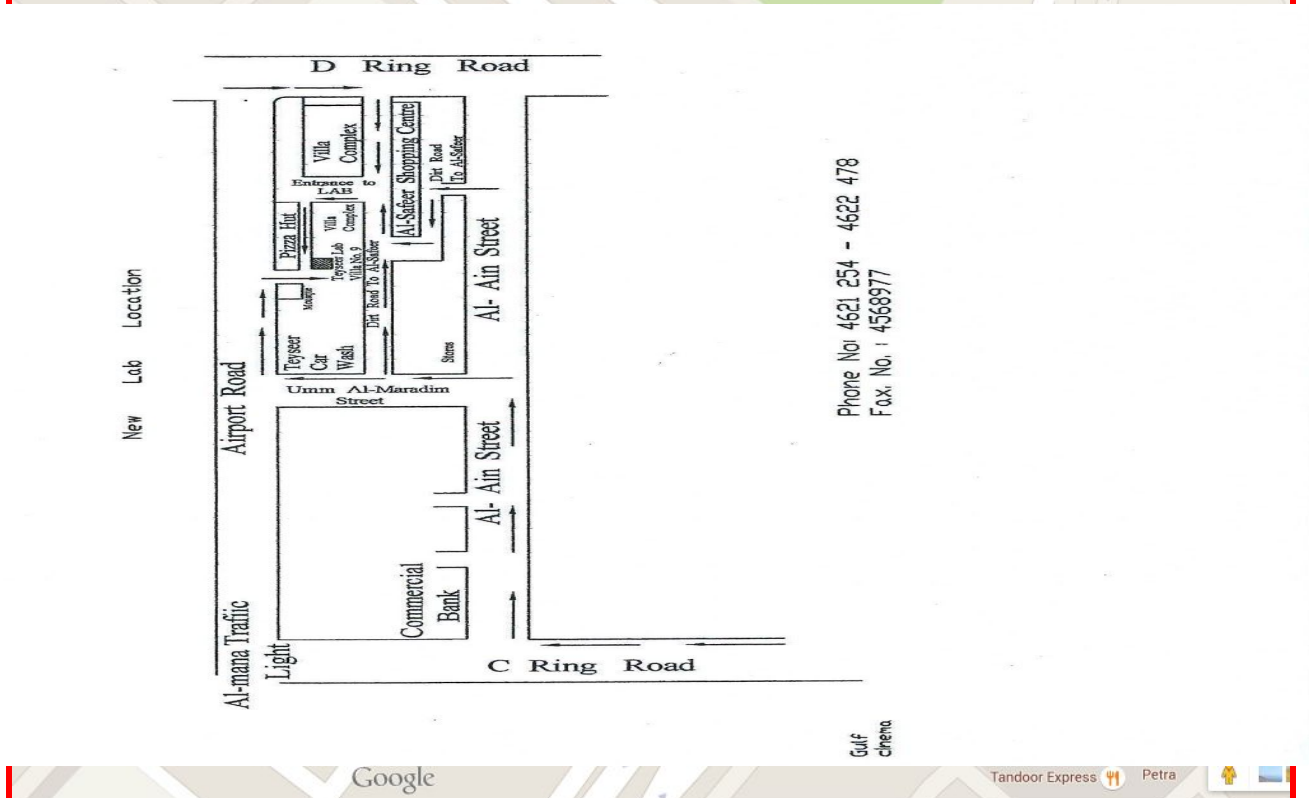 D Ring Road
Villa
Complex
Al-Safeer Shopping Centre
Dirt Road
To Al-Safeer
Entrance to
LAB
Pizza Hut
Villa
Complex
Teyseer Lab
Villa No. 9
Dirt Road To Al-Safeer
Al- Ain Street
Mosque
Teyseer
Car
Wash
Stores
New Lab Location
Airport Road
Umm Al-Maradim
Street
Al- Ain Street
Commercial
Bank
Al-mana Traffiic
Light
C Ring Road
Phone No: 4621 254 - 4622 478
Fax. No. : 4568977
Gulf
cinema
Google
Tandoor Express
Petra